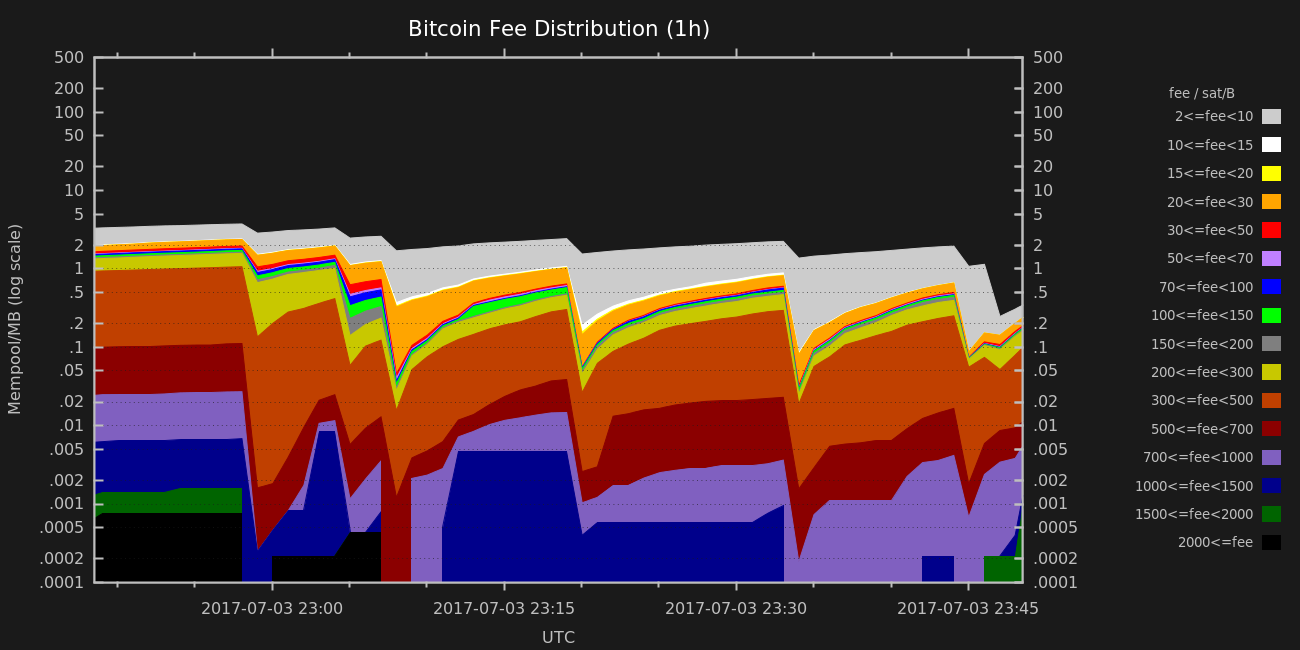 Bitcoin Fee Distribution (1h)
500 500
200 200
100 100
50 50
20 20
10 10
5 5
2 2
1 1
.5 .5
.2 .2
.1 .1
.05 .05
.02 .02
.01 .01
.005 .005
.002 .002
.001 .001
.0005 .0005
.0002 .0002
.0001 .0001
Mempool/MB (log scale)
2017-07-03 23:00 2017-07-03 23:15 2017-07-03 23:30 2017-07-03 23:45
UTC
fee / sat/B
2<=fee<10
10<=fee<15
15<=fee<20
20<=fee<30
30<=fee<50
50<=fee<70
70<=fee<100
100<=fee<150
150<=fee<200
200<=fee<300
300<=fee<500
500<=fee<700
700<=fee<1000
1000<=fee<1500
1500<=fee<2000
2000<=fee